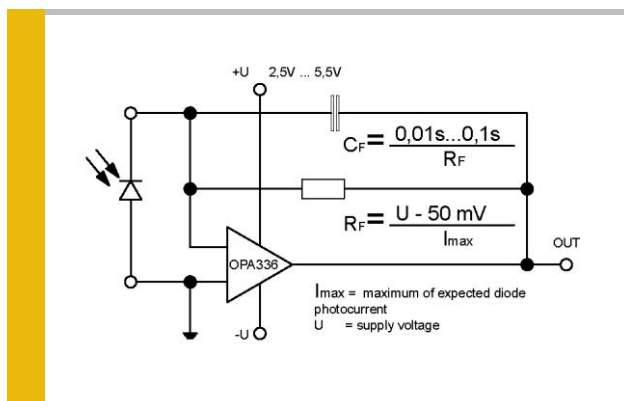 +U 2,5V ... 5,5V
CF= 0,01s...0,1s
RF
RF= U - 50 mV
Imax
OPA336
OUT
Imax = maximum of expected diode
photocurrent
U = supply voltage
-U